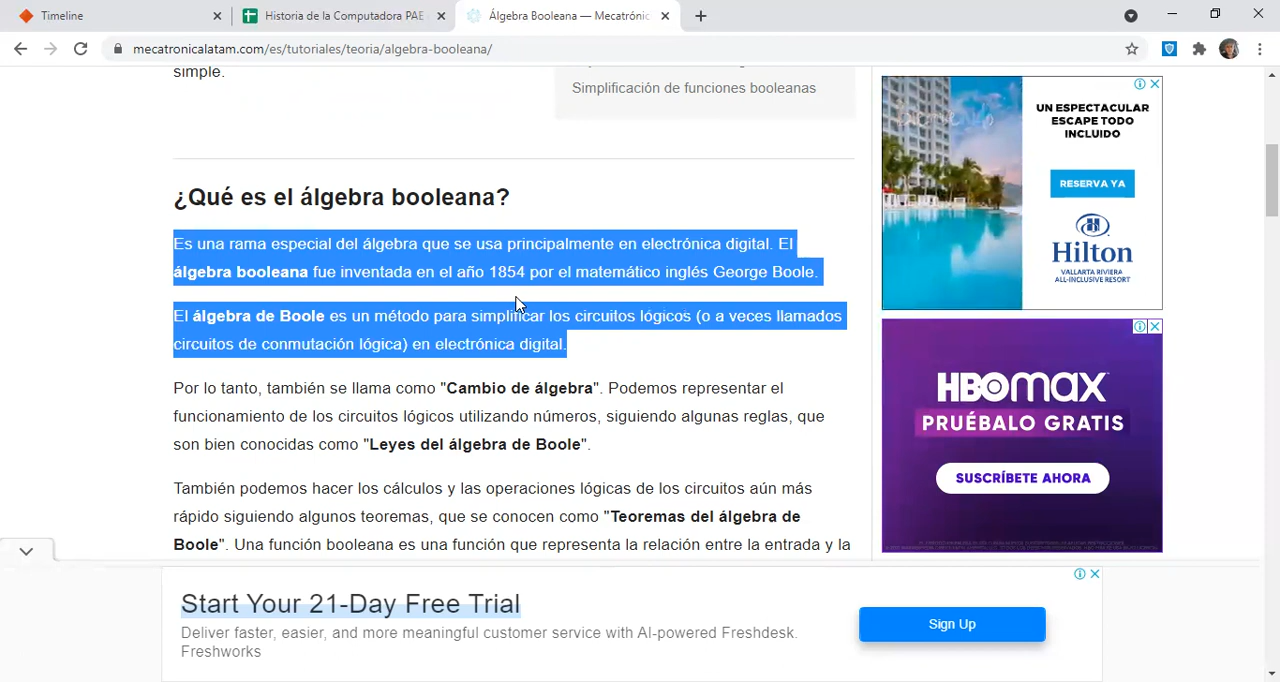 Timeline
Historia de la Computadora PAE
Álgebra Booleana — Mecatrónic
mecatronicalatam.com/es/tutoriales/teoria/algebra-booleana/
simple.
Simplificación de funciones booleanas
¿Qué es el álgebra booleana?
Es una rama especial del álgebra que se usa principalmente en electrónica digital. El
álgebra booleana fue inventada en el año 1854 por el matemático inglés George Boole.
El álgebra de Boole es un método para simplificar los circuitos lógicos (o a veces llamados
circuitos de conmutación lógica) en electrónica digital.
Por lo tanto, también se llama como "Cambio de álgebra". Podemos representar el
funcionamiento de los circuitos lógicos utilizando números, siguiendo algunas reglas, que
son bien conocidas como "Leyes del álgebra de Boole".
También podemos hacer los cálculos y las operaciones lógicas de los circuitos aún más
rápido siguiendo algunos teoremas, que se conocen como "Teoremas del álgebra de
Boole". Una función booleana es una función que representa la relación entre la entrada y la
UN ESPECTACULAR
ESCAPE TODO
INCLUIDO
RESERVA YA
Hilton
VALLARTA RIVIERA
ALL-INCLUSIVE RESORT
HBOMAX
PRUÉBALO GRATIS
SUSCRÍBETE AHORA
Start Your 21-Day Free Trial
Deliver faster, easier, and more meaningful customer service with AI-powered Freshdesk.
Freshworks
Sign Up